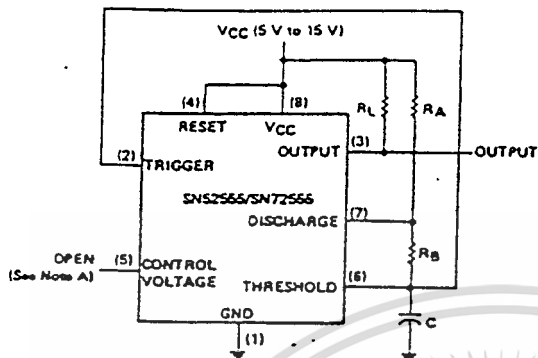 VCC (5 V to 15 V)
(4)
(8)
RL
RA
RESET
VCC
(3)
(2)
OUTPUT
OUTPUT
TRIGGER
SN52555/SN72555
(7)
DISCHARGE
OPEN
(5)
CONTROL
RB
(See Note A)
VOLTAGE
(6)
THRESHOLD
GND
C
(1)